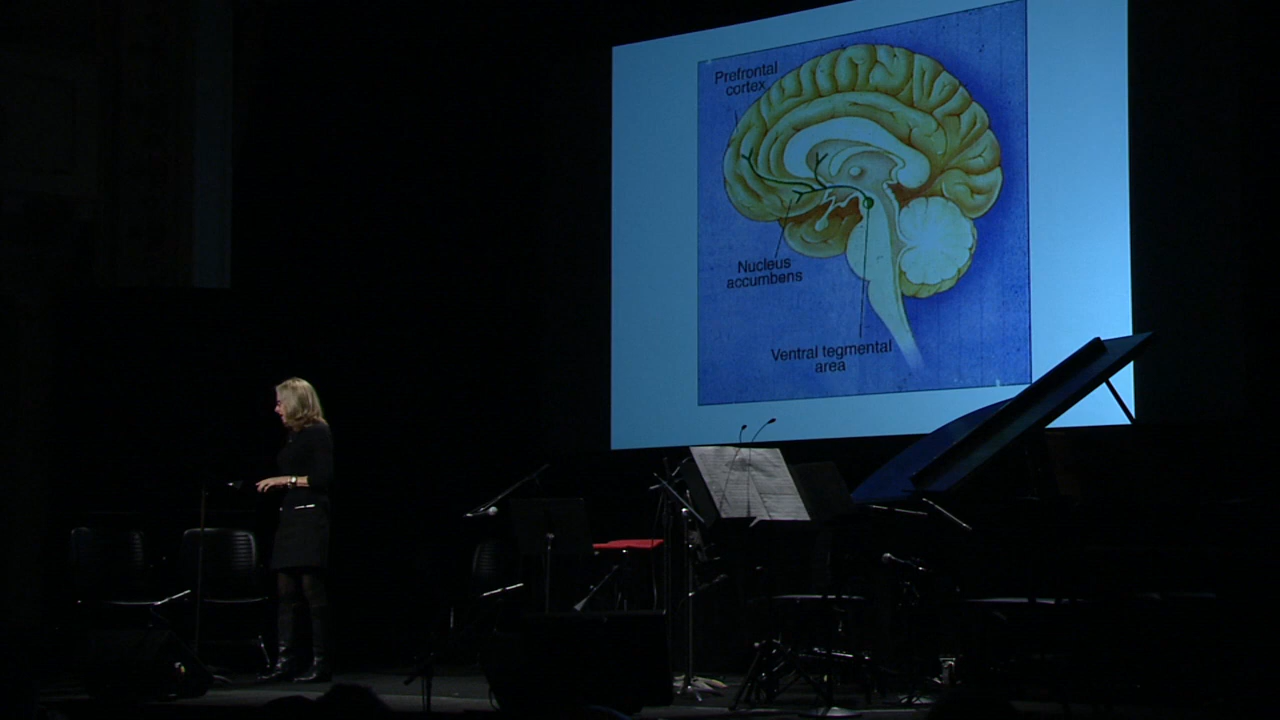 Prefrontal
cortex
Nucleus
accumbens
Ventral tegmental
area